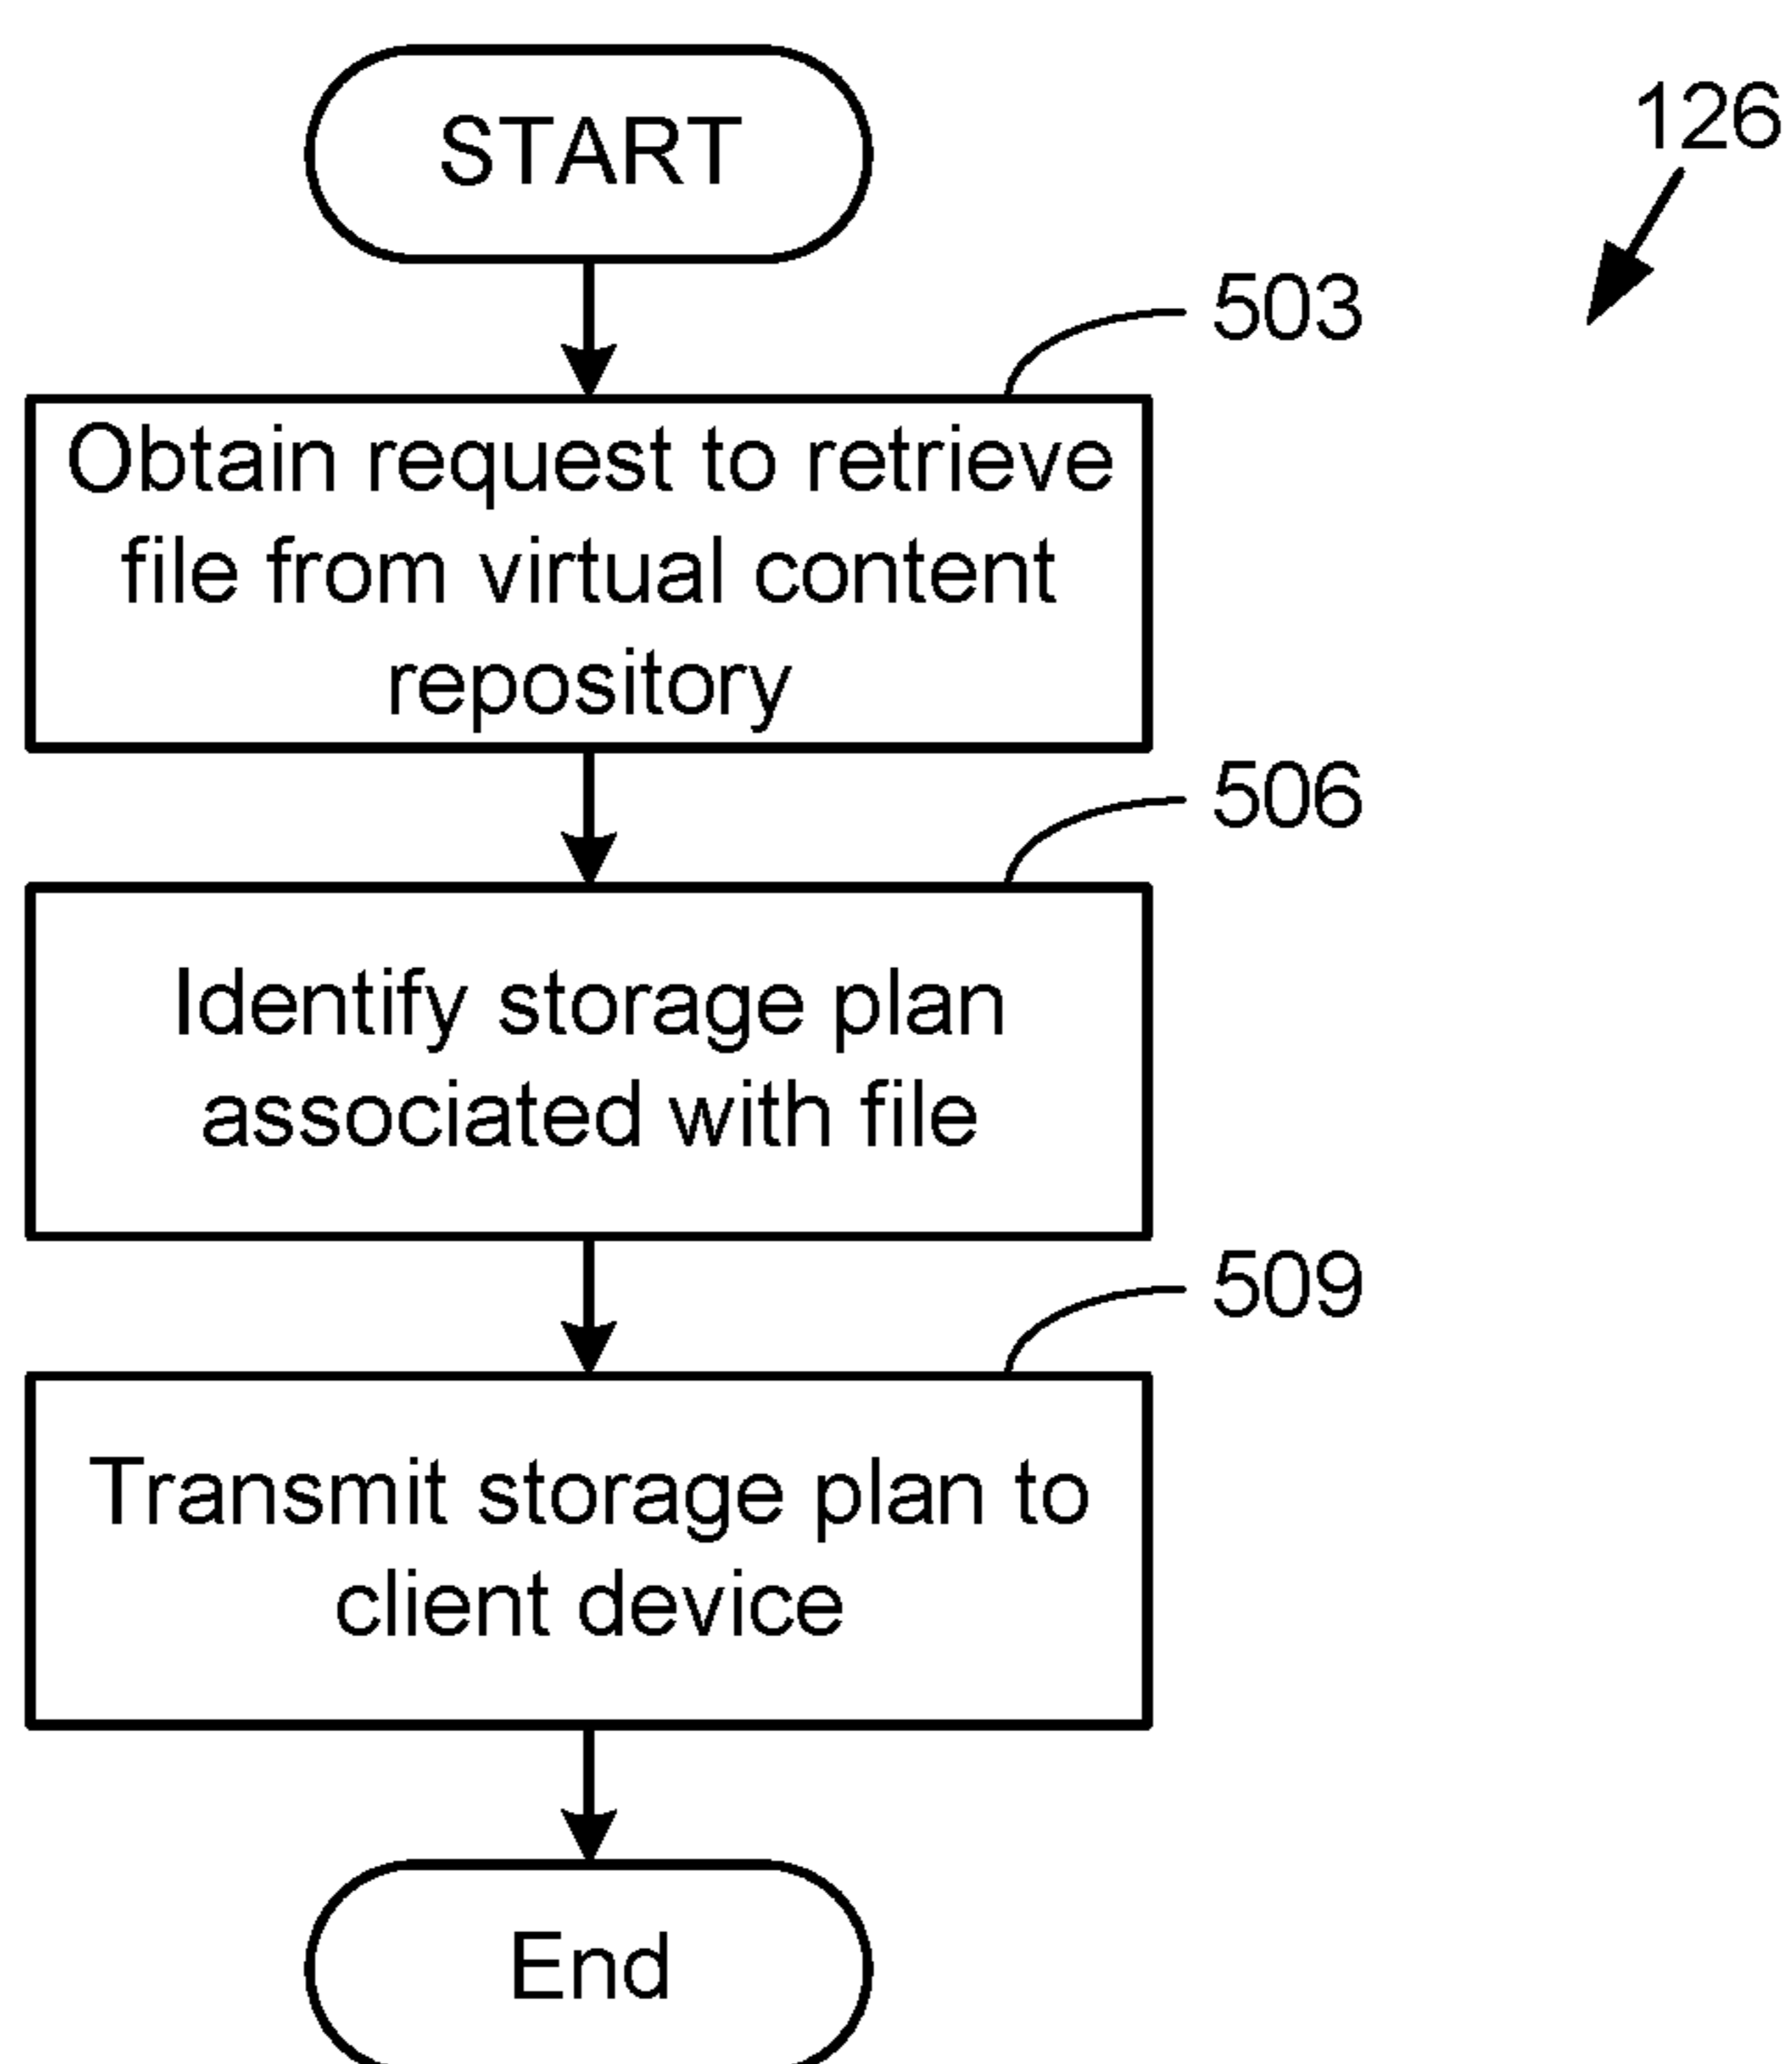 START
126
503
Obtain request to retrieve
file from virtual content
repository
506
Identify storage plan
associated with file
509
Transmit storage plan to
client device
End